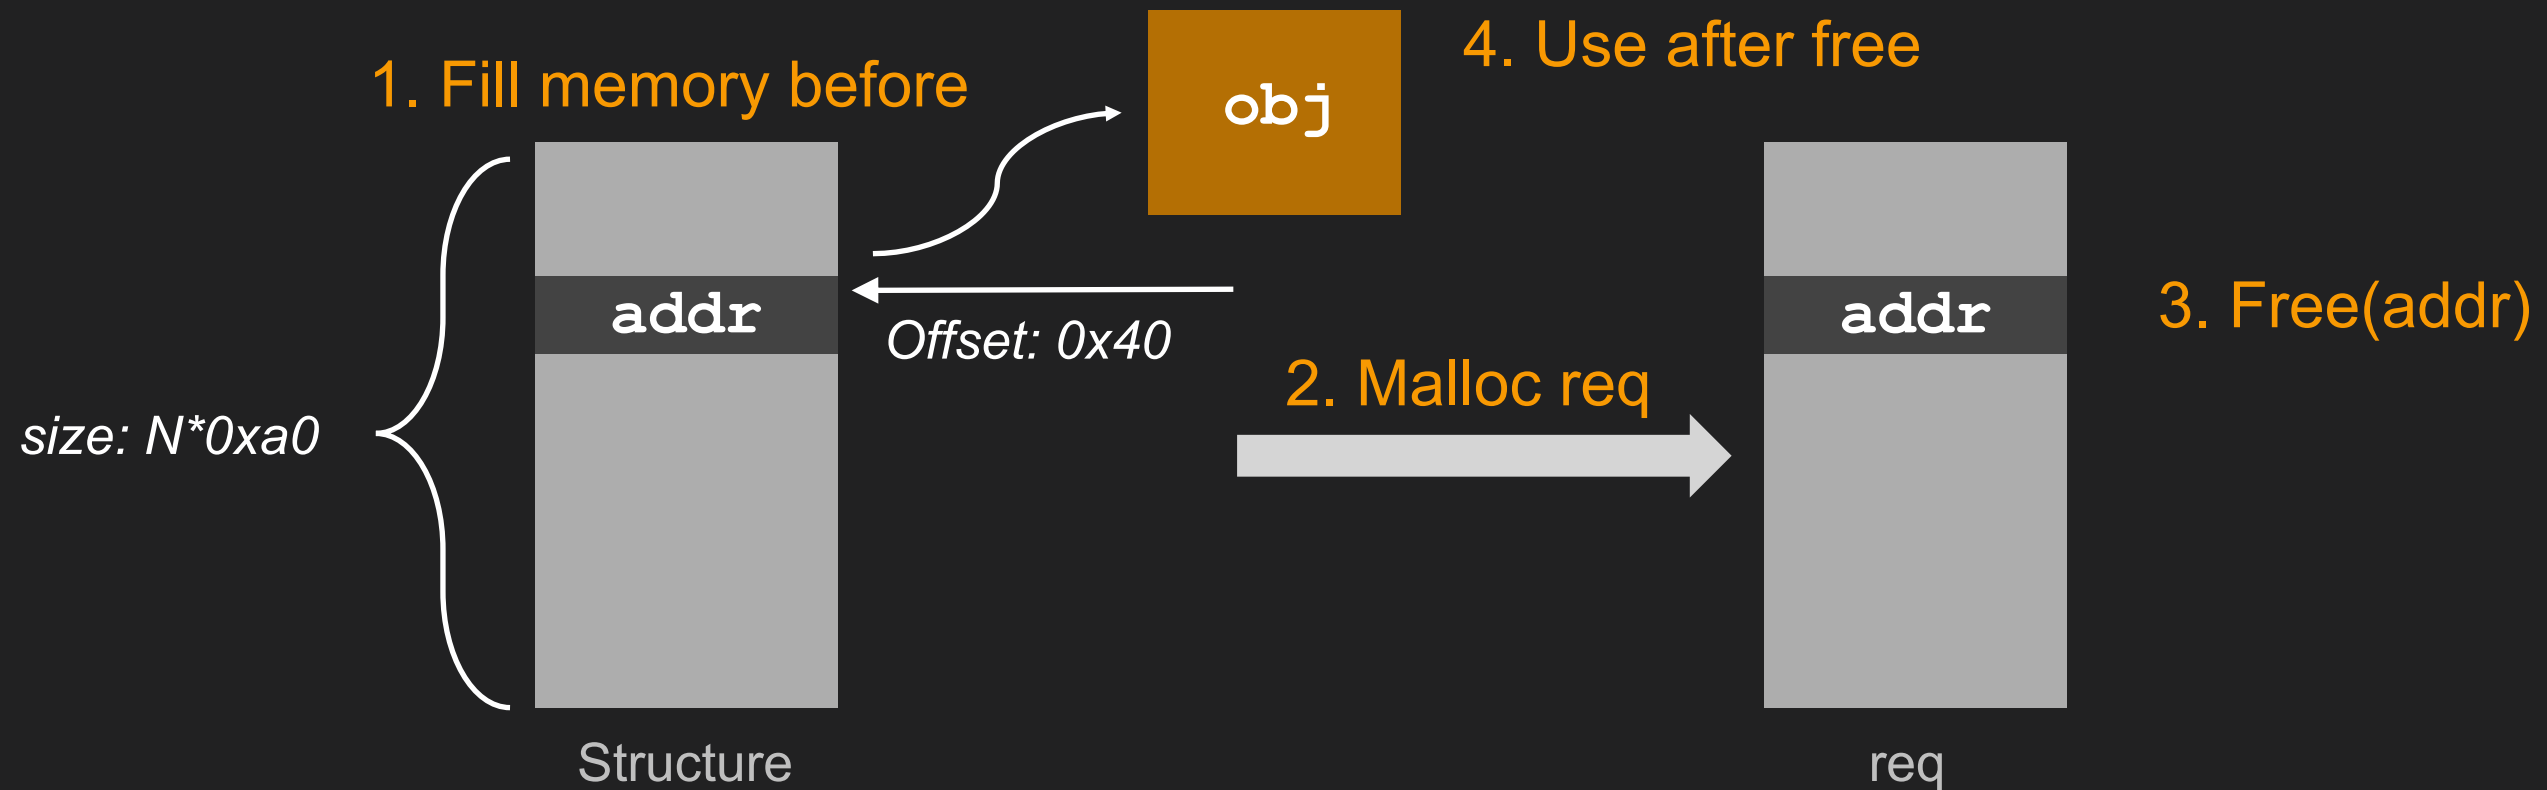 1. Fill memory before
obj
4. Use after free
addr
Offset: 0x40
size: N*0xa0
2. Malloc req
addr
3. Free(addr)
Structure
req